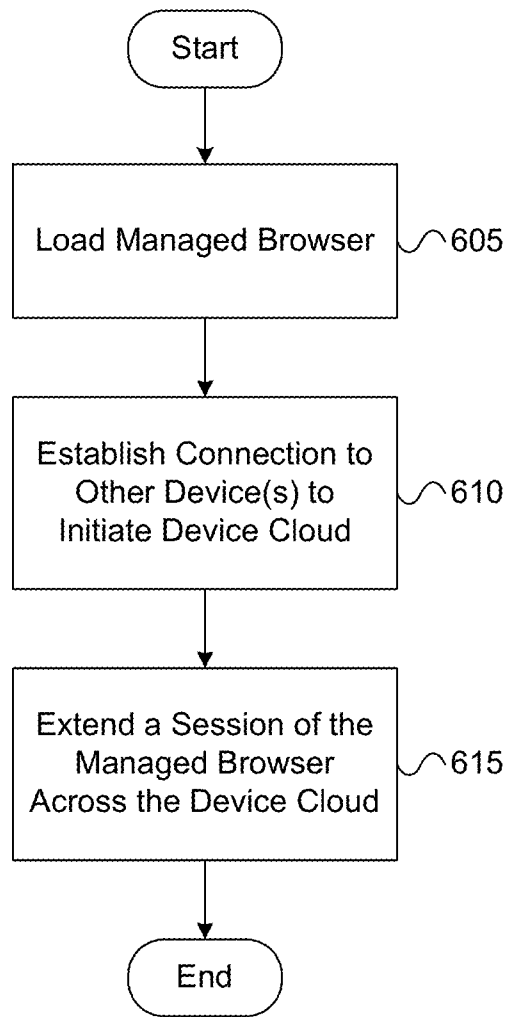 Start
Load Managed Browser
605
Establish Connection to
Other Device(s) to
Initiate Device Cloud
610
Extend a Session of the
Managed Browser
Across the Device Cloud
615
End